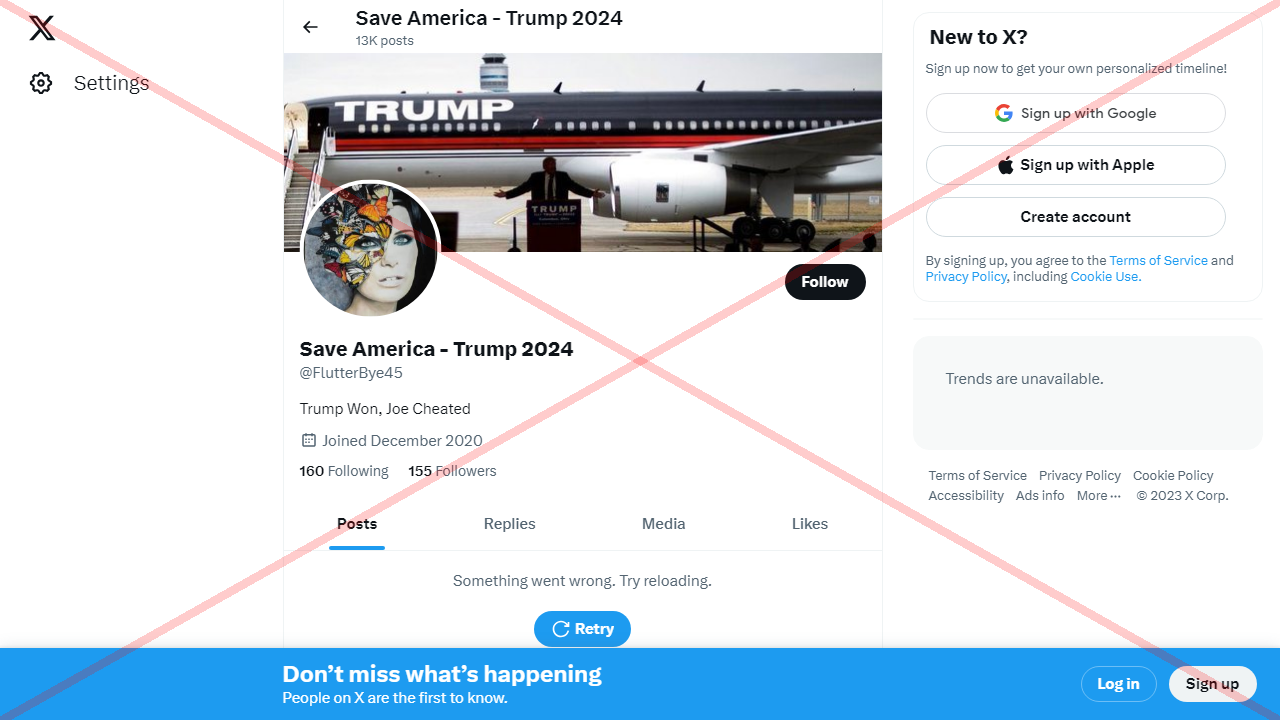 Settings
Save America - Trump 2024
13K posts
TRUMP
TRUMP
Follow
Save America - Trump 2024
@FlutterBye45
Trump Won, Joe Cheated
Joined December 2020
160 Following 155 Followers
Posts Replies Media Likes
Something went wrong. Try reloading.
Retry
New to X?
Sign up now to get your own personalized timeline!
Sign up with Google
Sign up with Apple
Create account
By signing up, you agree to the Terms of Service and
Privacy Policy, including Cookie Use.
Trends are unavailable.
Terms of Service Privacy Policy Cookie Policy
Accessibility Ads info More ··· © 2023 X Corp.
Don’t miss what’s happening
People on X are the first to know.
Log in Sign up